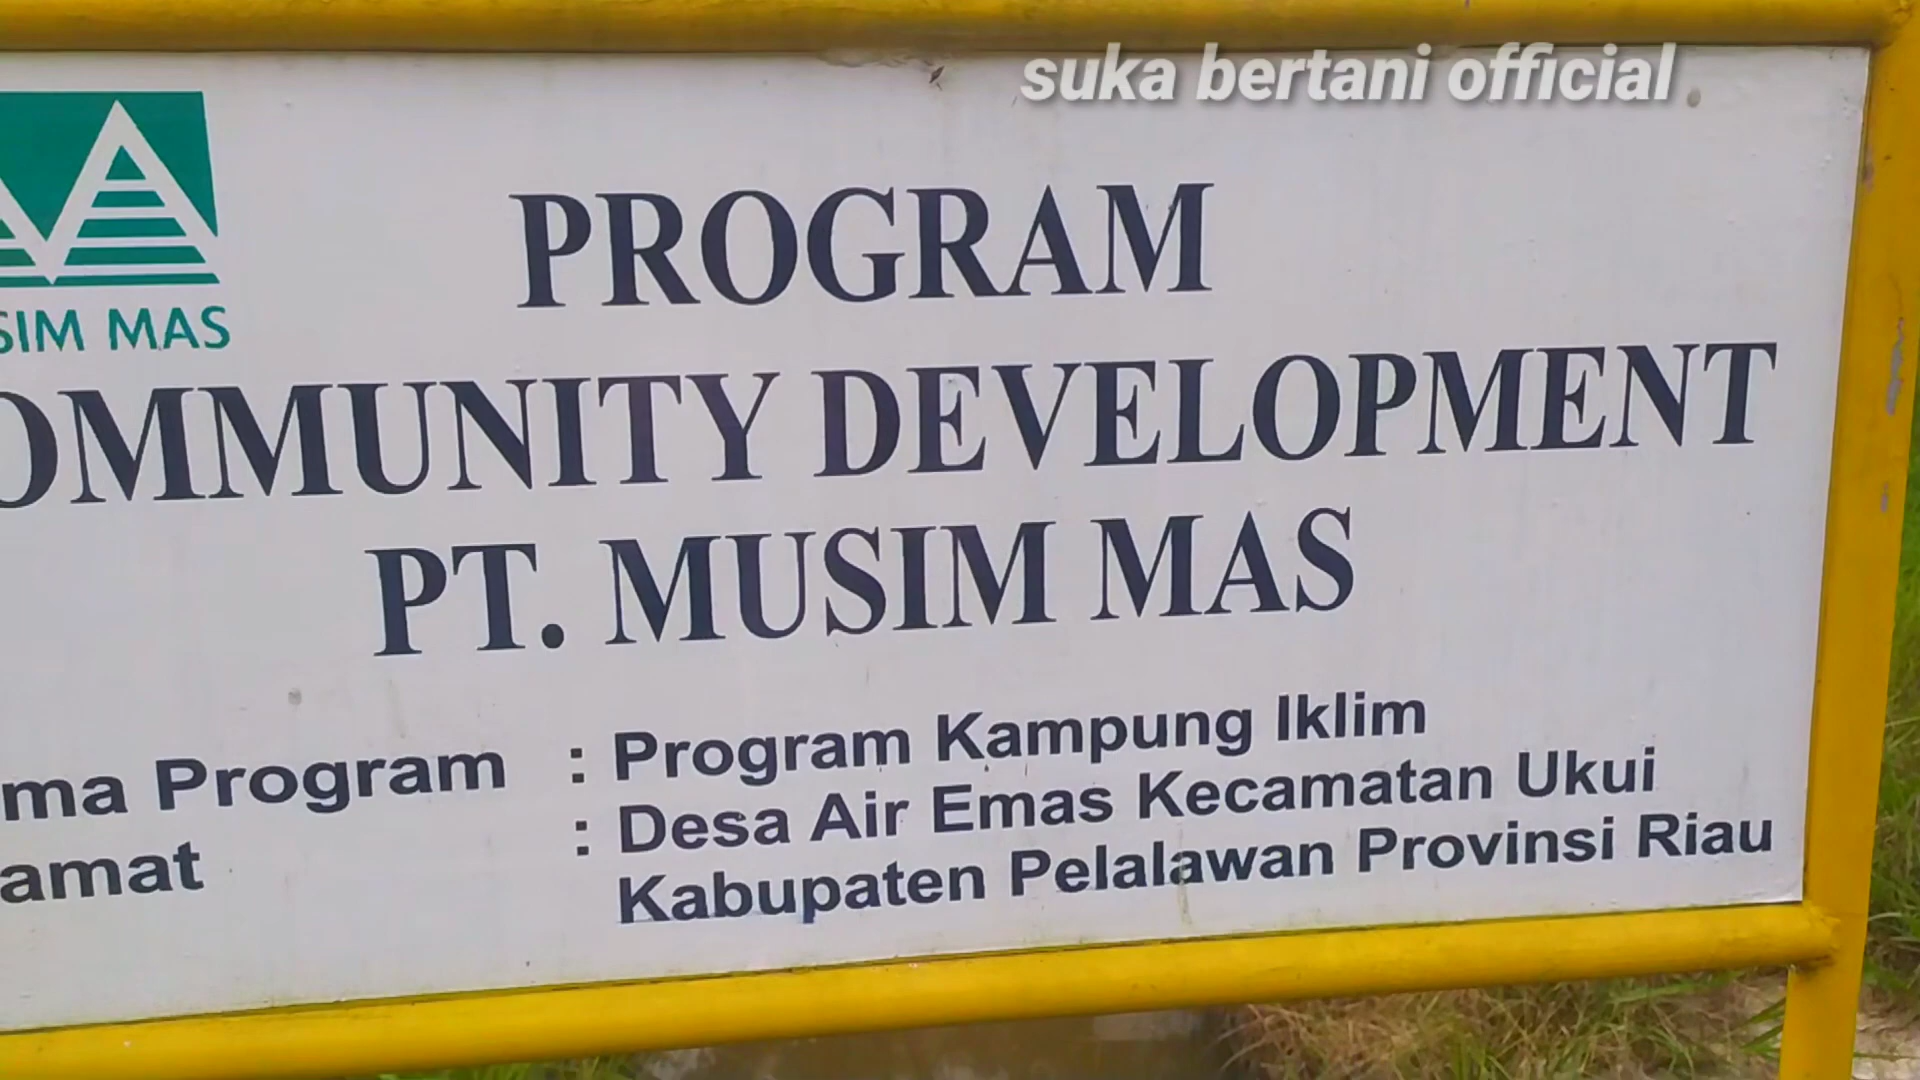 suka bertani official
SIM MAS
PROGRAM
OMMUNITY DEVELOPMENT
PT. MUSIM MAS
ma Program : Program Kampung Iklim
amat : Desa Air Emas Kecamatan Ukui
Kabupaten Pelalawan Provinsi Riau